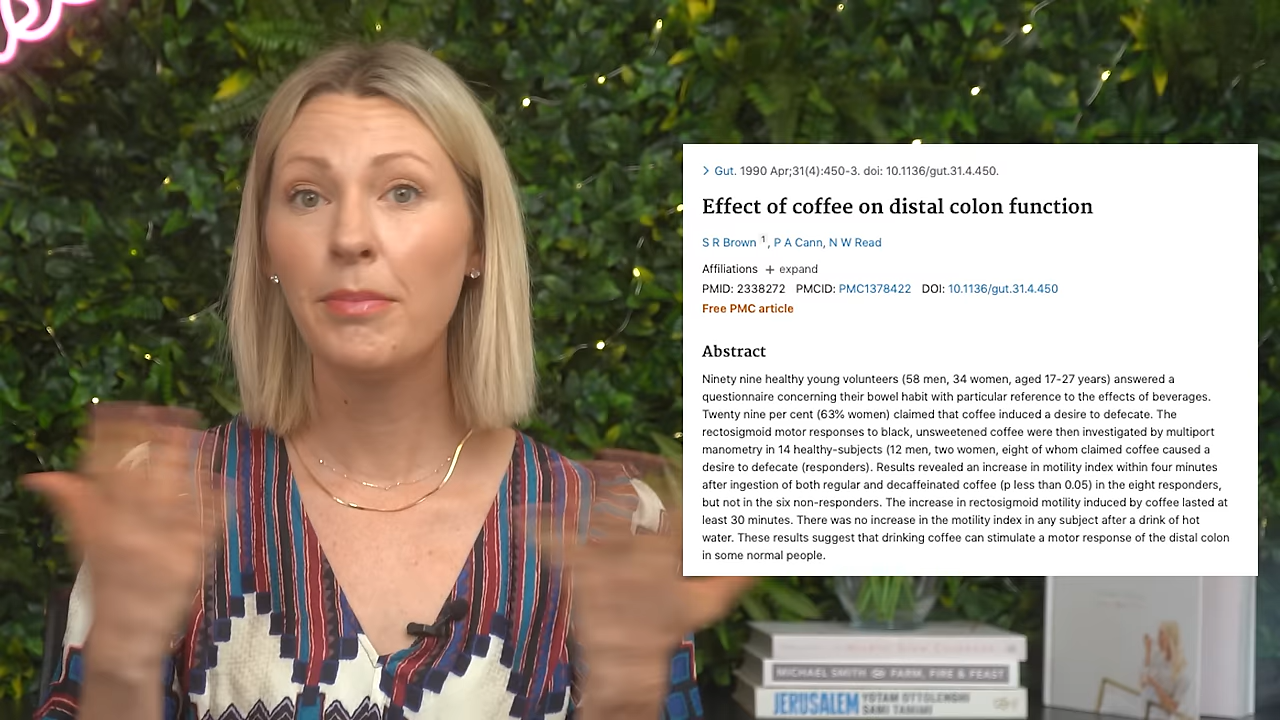 > Gut. 1990 Apr;31(4):450-3. doi: 10.1136/gut.31.4.450.
Effect of coffee on distal colon function
S R Brown 1, P A Cann, N W Read
Affiliations + expand
PMID: 2338272 PMCID: PMC1378422 DOI: 10.1136/gut.31.4.450
Free PMC article
Abstract
Ninety nine healthy young volunteers (58 men, 34 women, aged 17-27 years) answered a
questionnaire concerning their bowel habit with particular reference to the effects of beverages.
Twenty nine per cent (63% women) claimed that coffee induced a desire to defecate. The
rectosigmoid motor responses to black, unsweetened coffee were then investigated by multiport
manometry in 14 healthy-subjects (12 men, two women, eight of whom claimed coffee caused a
desire to defecate (responders). Results revealed an increase in motility index within four minutes
after ingestion of both regular and decaffeinated coffee (p less than 0.05) in the eight responders,
but not in the six non-responders. The increase in rectosigmoid motility induced by coffee lasted at
least 30 minutes. There was no increase in the motility index in any subject after a drink of hot
water. These results suggest that drinking coffee can stimulate a motor response of the distal colon
in some normal people.
MICHAEL SMITH FARM, FIRE & FEAST
JERUSALEM YOTAM OTTOLENGHI
SAMI TAMIMI